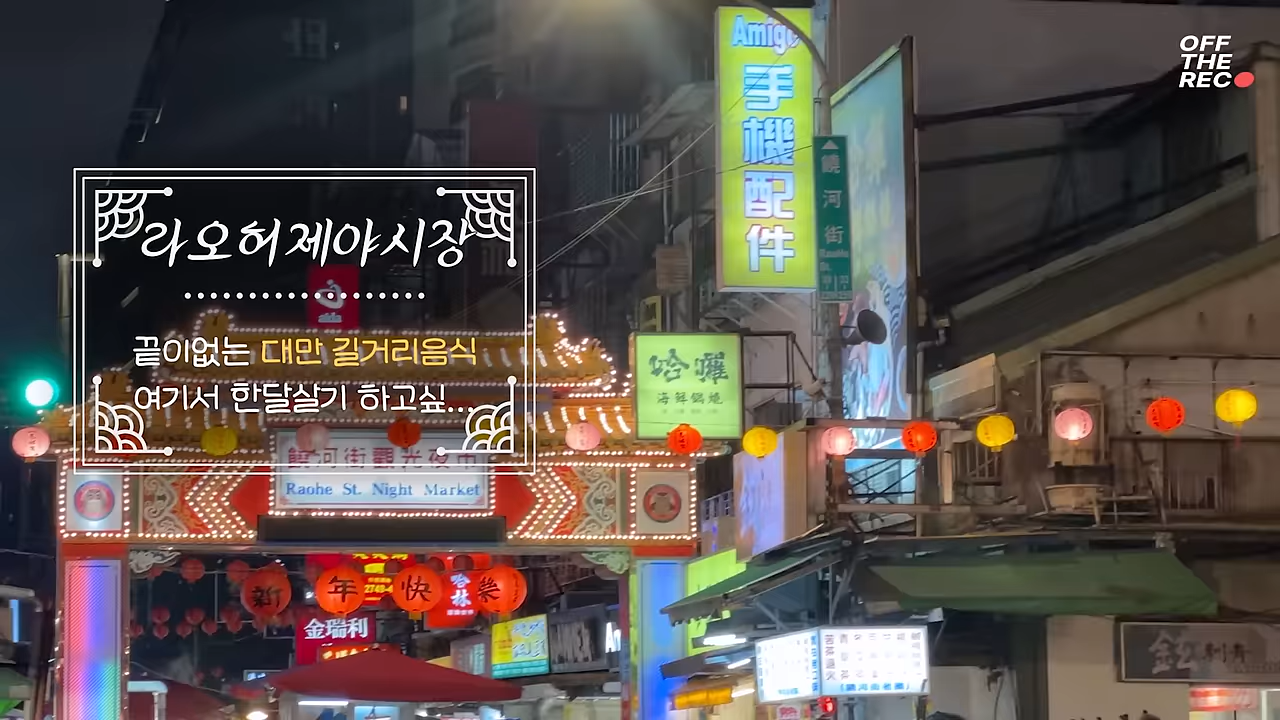 OFF
THE
REC
Amigo
手機配件
饒河街
라오허제야시장
aida
끝이없는 대만 길거리음식
여기서 한달살기 하고싶...
哈囉
海鮮鍋燒
饒河街觀光夜市
Raohe St. Night Market
新年快樂
哈林
金瑞利